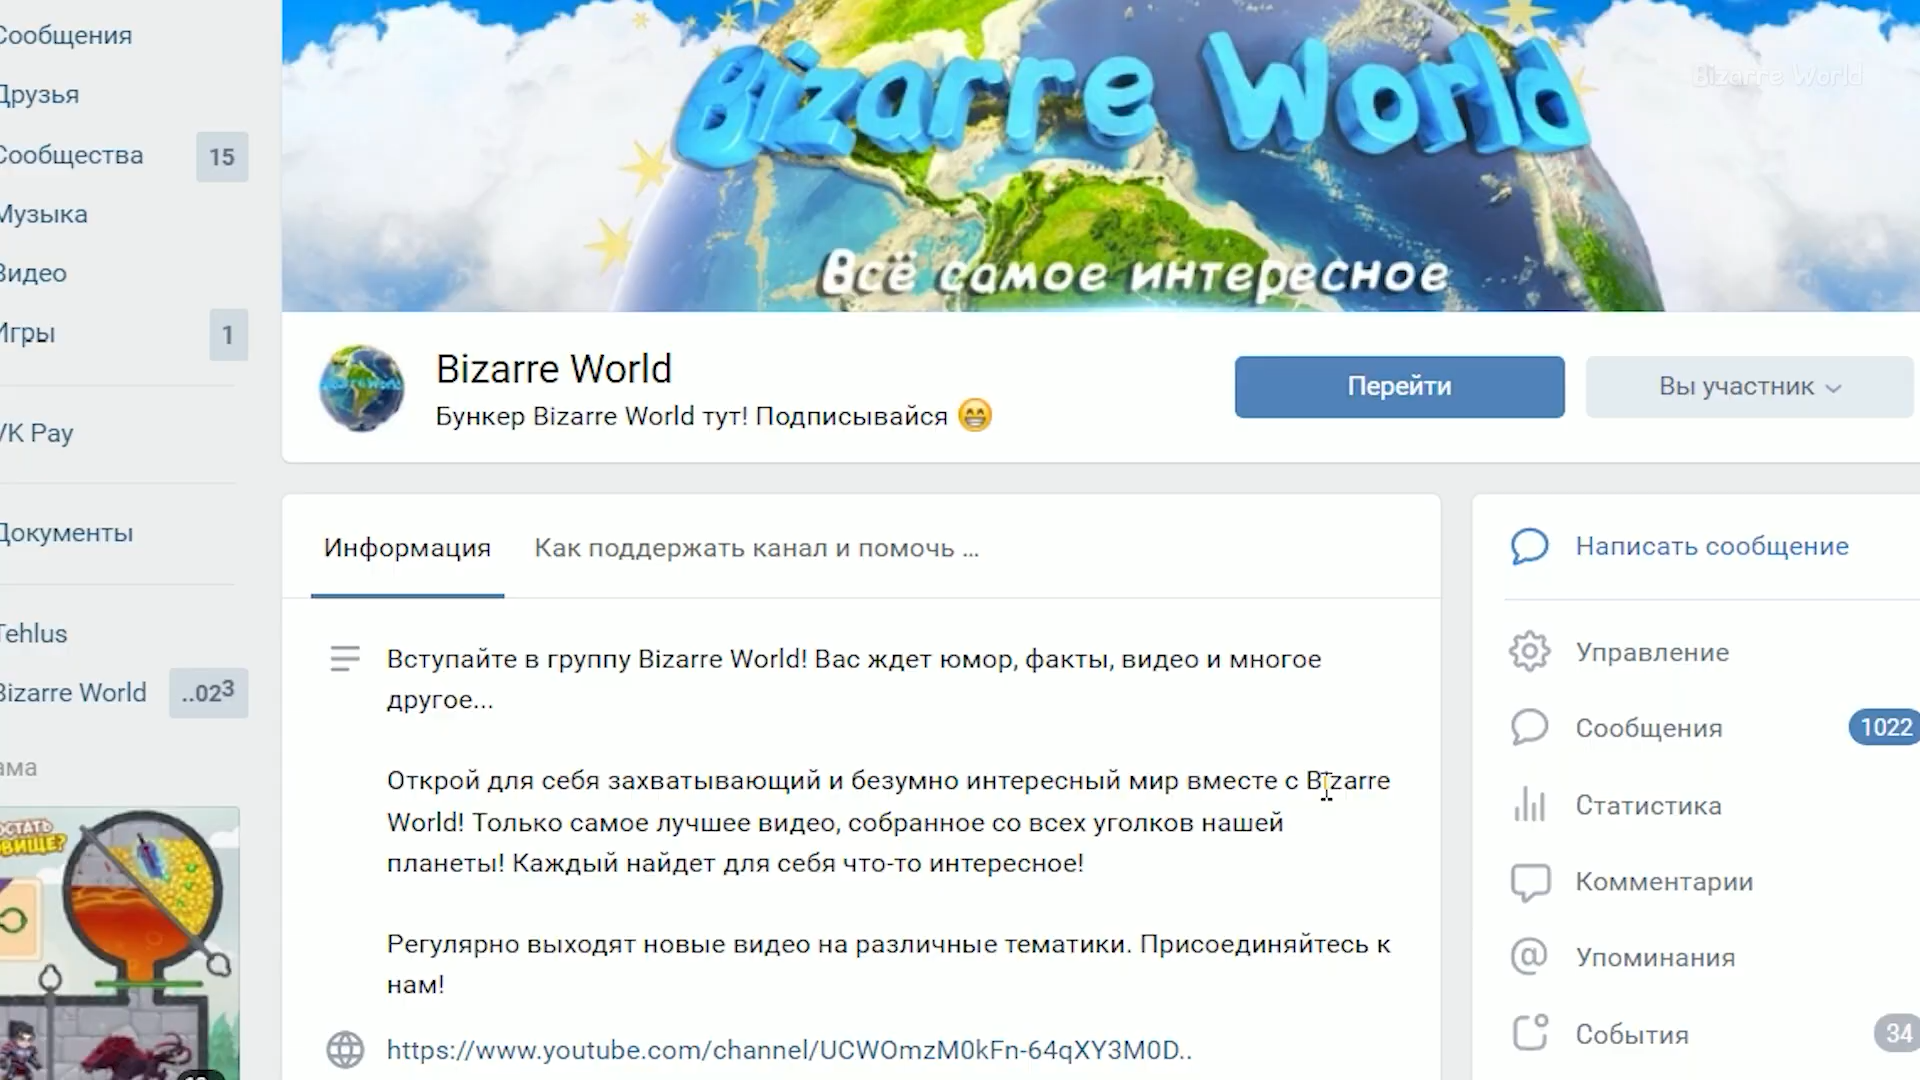 Сообщения
Друзья
Сообщества 15
Музыка
Видео
Игры 1
VK Pay
Документы
Tehlus
Bizarre World ..023
Bizarre World
Bizarre World
Всё самое интересное
Bizarre World
Бункер Bizarre World тут! Подписывайся 😁
Перейти
Вы участник
Информация
Как поддержать канал и помочь ...
Вступайте в группу Bizarre World! Вас ждет юмор, факты, видео и многое
другое...
Открой для себя захватывающий и безумно интересный мир вместе с Bizarre
World! Только самое лучшее видео, собранное со всех уголков нашей
планеты! Каждый найдет для себя что-то интересное!
Регулярно выходят новые видео на различные тематики. Присоединяйтесь к
нам!
https://www.youtube.com/channel/UCWOmzM0kFn-64qXY3M0D..
Написать сообщение
Управление
Сообщения 1022
Статистика
Комментарии
Упоминания
События 34